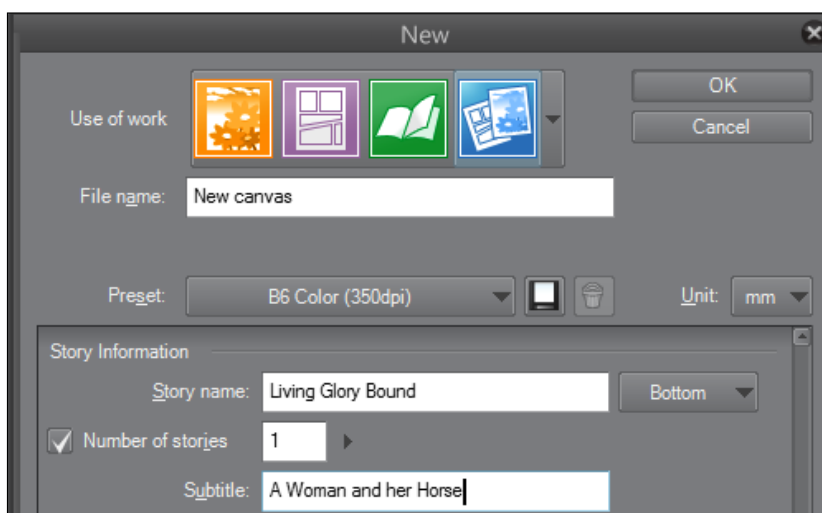 New
Use of work
OK
Cancel
File name: New canvas
Preset: B6 Color (350dpi) Unit: mm
Story Information
Story name: Living Glory Bound Bottom
Number of stories 1
Subtitle: A Woman and her Horse